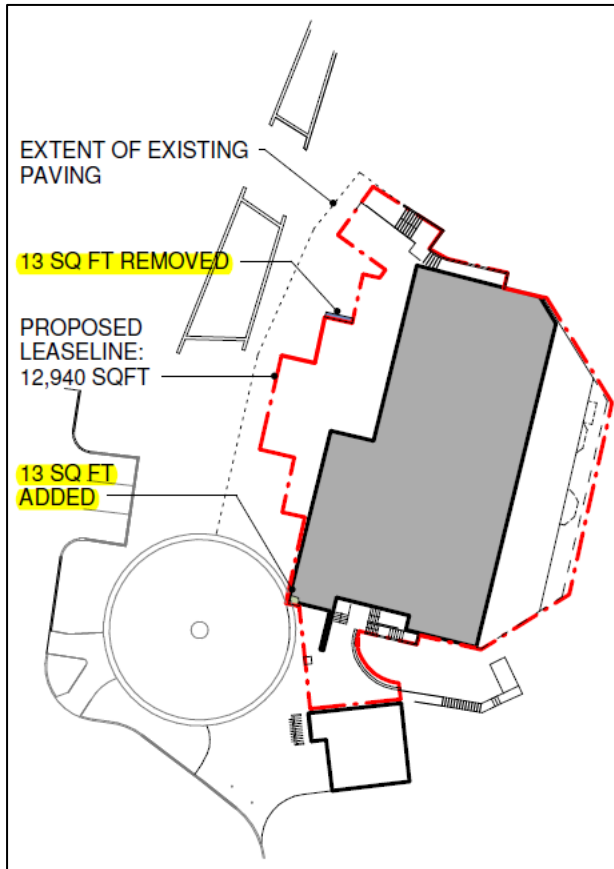 EXTENT OF EXISTING
PAVING
13 SQ FT REMOVED
PROPOSED
LEASELINE:
12,940 SQFT
13 SQ FT
ADDED